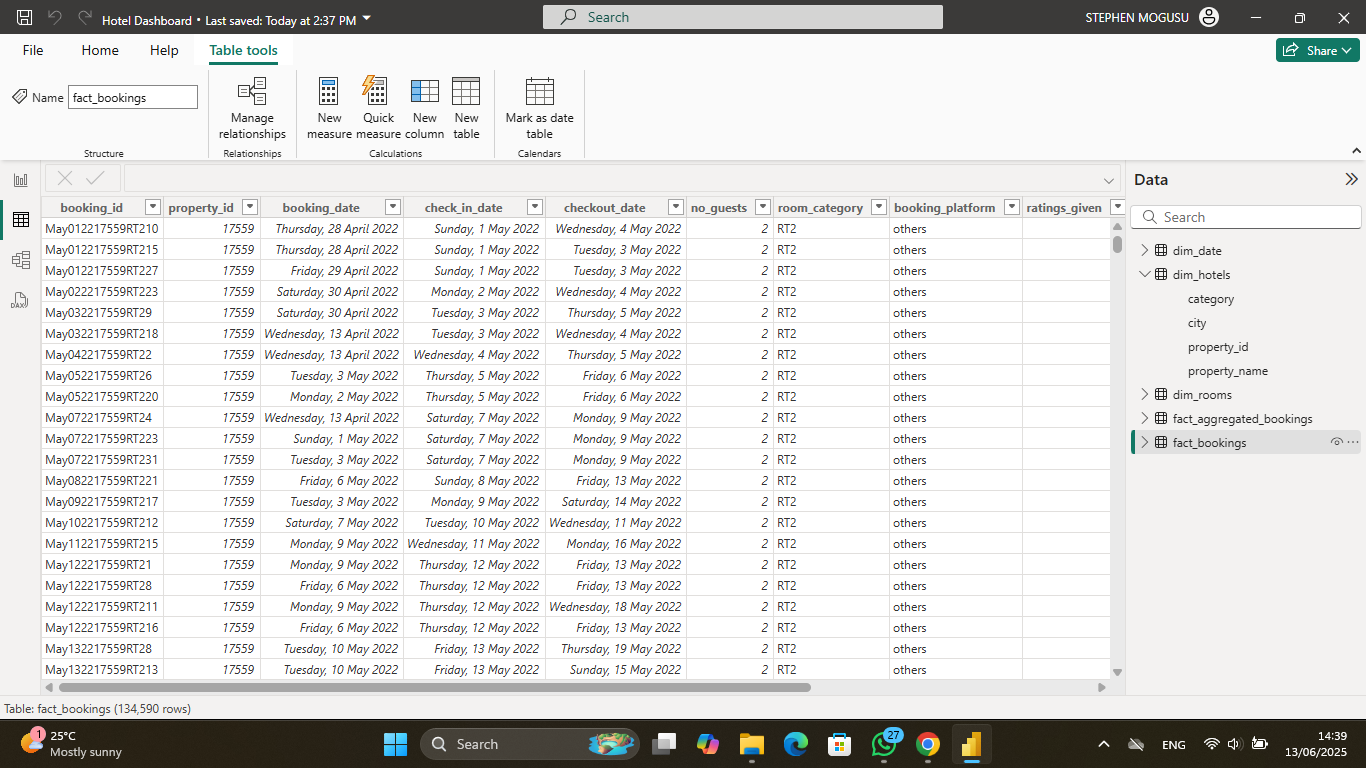 Hotel Dashboard • Last saved: Today at 2:37 PM
Search
STEPHEN MOGUSU
File Home Help Table tools
Share
Name fact_bookings
Manage relationships
New measure
Quick measure
New column
New table
Mark as date table
Structure Relationships Calculations Calendars
booking_id property_id booking_date check_in_date checkout_date no_guests room_category booking_platform ratings_given
May012217559RT210 17559 Thursday, 28 April 2022 Sunday, 1 May 2022 Wednesday, 4 May 2022 2 RT2 others
May012217559RT215 17559 Thursday, 28 April 2022 Sunday, 1 May 2022 Tuesday, 3 May 2022 2 RT2 others
May012217559RT227 17559 Friday, 29 April 2022 Sunday, 1 May 2022 Tuesday, 3 May 2022 2 RT2 others
May022217559RT223 17559 Saturday, 30 April 2022 Monday, 2 May 2022 Wednesday, 4 May 2022 2 RT2 others
May032217559RT29 17559 Saturday, 30 April 2022 Tuesday, 3 May 2022 Thursday, 5 May 2022 2 RT2 others
May032217559RT218 17559 Wednesday, 13 April 2022 Tuesday, 3 May 2022 Wednesday, 4 May 2022 2 RT2 others
May042217559RT22 17559 Wednesday, 13 April 2022 Wednesday, 4 May 2022 Thursday, 5 May 2022 2 RT2 others
May052217559RT26 17559 Tuesday, 3 May 2022 Thursday, 5 May 2022 Friday, 6 May 2022 2 RT2 others
May052217559RT220 17559 Monday, 2 May 2022 Thursday, 5 May 2022 Friday, 6 May 2022 2 RT2 others
May072217559RT24 17559 Wednesday, 13 April 2022 Saturday, 7 May 2022 Monday, 9 May 2022 2 RT2 others
May072217559RT223 17559 Sunday, 1 May 2022 Saturday, 7 May 2022 Monday, 9 May 2022 2 RT2 others
May072217559RT231 17559 Tuesday, 3 May 2022 Saturday, 7 May 2022 Monday, 9 May 2022 2 RT2 others
May082217559RT221 17559 Friday, 6 May 2022 Sunday, 8 May 2022 Friday, 13 May 2022 2 RT2 others
May092217559RT217 17559 Tuesday, 3 May 2022 Monday, 9 May 2022 Saturday, 14 May 2022 2 RT2 others
May102217559RT212 17559 Saturday, 7 May 2022 Tuesday, 10 May 2022 Wednesday, 11 May 2022 2 RT2 others
May112217559RT215 17559 Monday, 9 May 2022 Wednesday, 11 May 2022 Monday, 16 May 2022 2 RT2 others
May122217559RT21 17559 Monday, 9 May 2022 Thursday, 12 May 2022 Friday, 13 May 2022 2 RT2 others
May122217559RT28 17559 Friday, 6 May 2022 Thursday, 12 May 2022 Friday, 13 May 2022 2 RT2 others
May122217559RT211 17559 Monday, 9 May 2022 Thursday, 12 May 2022 Wednesday, 18 May 2022 2 RT2 others
May122217559RT216 17559 Friday, 6 May 2022 Thursday, 12 May 2022 Friday, 13 May 2022 2 RT2 others
May132217559RT28 17559 Tuesday, 10 May 2022 Friday, 13 May 2022 Thursday, 19 May 2022 2 RT2 others
May132217559RT213 17559 Tuesday, 10 May 2022 Friday, 13 May 2022 Sunday, 15 May 2022 2 RT2 others
DAX
Data
Search
dim_date
dim_hotels
category
city
property_id
property_name
dim_rooms
fact_aggregated_bookings
fact_bookings
Table: fact_bookings (134,590 rows)
1
25°C
Mostly sunny
Search
27
ENG
14:39
13/06/2025